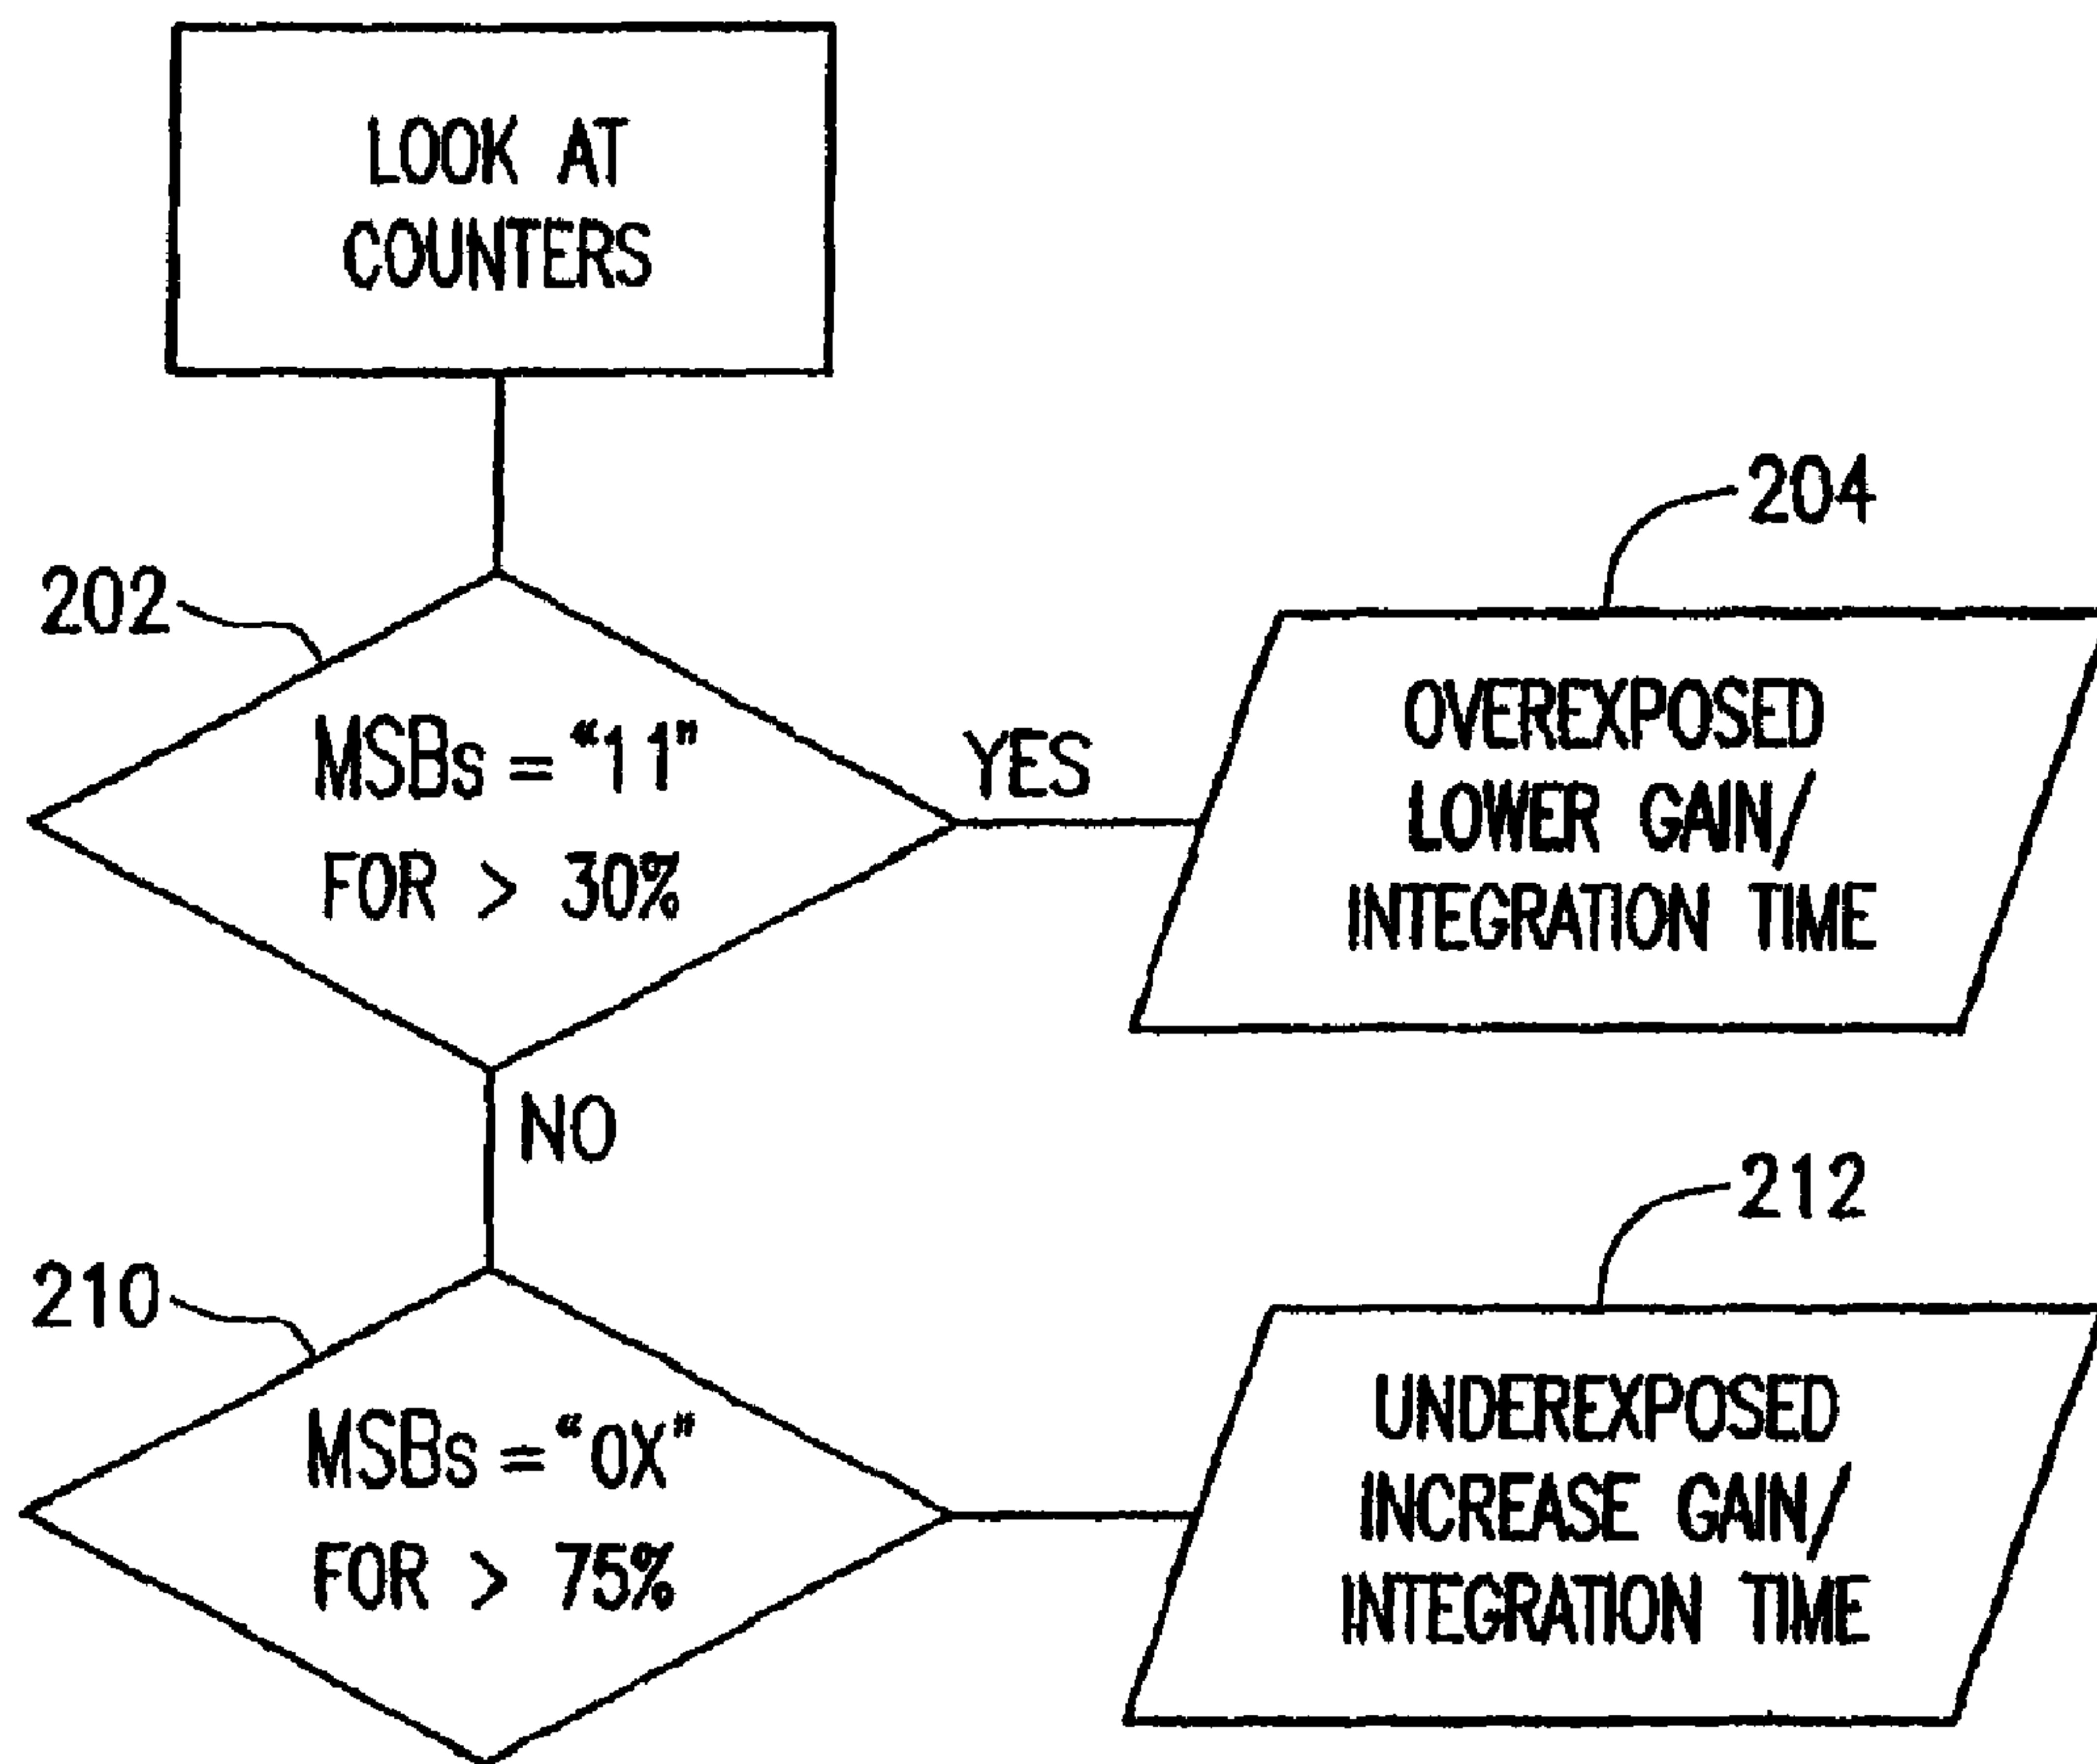 LOOK AT
COUNTERS
202
MSBs = “11”
FOR > 30%
YES
204
OVEREXPOSED
LOWER GAIN/
INTEGRATION TIME
NO
210
MSBs = “0X”
FOR > 75%
212
UNDEREXPOSED
INCREASE GAIN/
INTEGRATION TIME